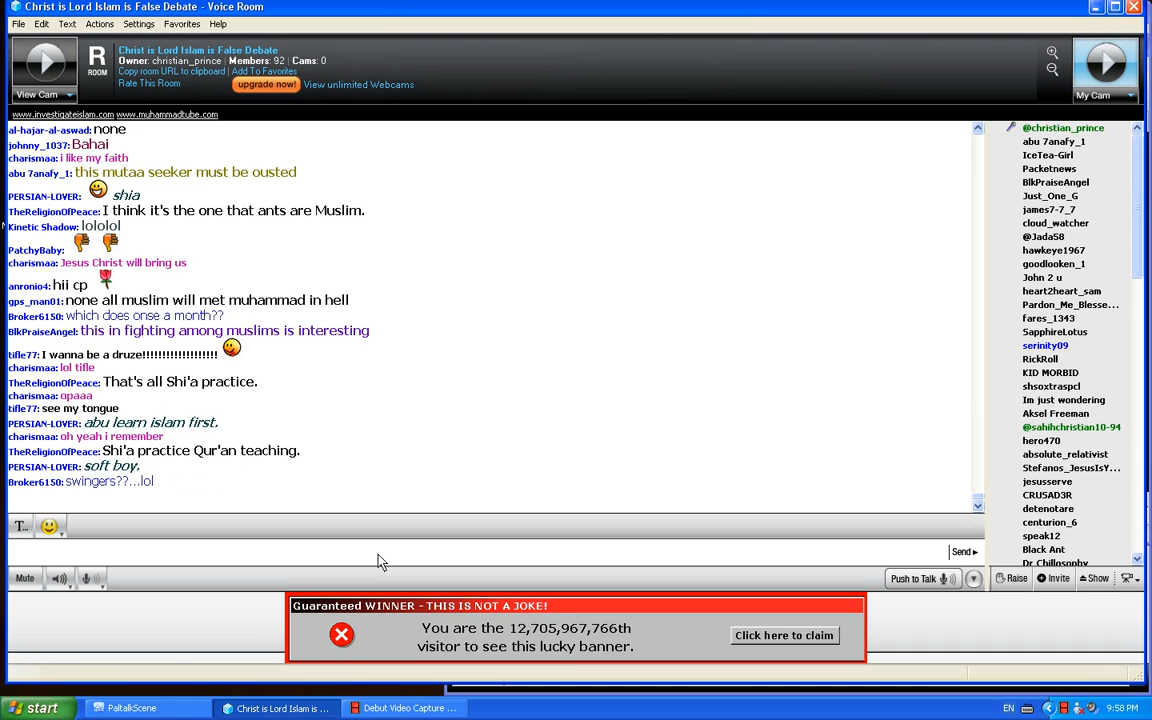 Christ is Lord Islam is False Debate - Voice Room
File Edit Text Actions Settings Favorites Help
View Cam
R
ROOM
Christ is Lord Islam is False Debate
Owner: christian_prince | Members: 92 | Cams: 0
Copy room URL to clipboard | Add To Favorites
Rate This Room
upgrade now! View unlimited Webcams
My Cam
www.investigateislam.com www.muhammadtube.com
al-hajar-al-aswad: none
johnny_1037: Bahai
charismaa: i like my faith
abu 7anafy_1: this mutaa seeker must be ousted
PERSIAN-LOVER: shia
TheReligionOfPeace: I think it's the one that ants are Muslim.
Kinetic Shadow: lololol
PatchyBaby:
charismaa: Jesus Christ will bring us
anronio4: hii cp
gps_man01: none all muslim will met muhammad in hell
Broker6150: which does onse a month??
BlkPraiseAngel: this in fighting among muslims is interesting
tifle77: I wanna be a druze!!!!!!!!!!!!!!!!!!!
charismaa: lol tifle
TheReligionOfPeace: That's all Shi'a practice.
charismaa: opaaa
tifle77: see my tongue
PERSIAN-LOVER: abu learn islam first.
charismaa: oh yeah i remember
TheReligionOfPeace: Shi'a practice Qur'an teaching.
PERSIAN-LOVER: soft boy.
Broker6150: swingers??...lol
@christian_prince
abu 7anafy_1
IceTea-Girl
Packetnews
BlkPraiseAngel
Just_One_G
james7-7_7
cloud_watcher
@Jada58
hawkeye1967
goodlooken_1
John 2 u
heart2heart_sam
Pardon_Me_Blesse...
fares_1343
SapphireLotus
serinity09
RickRoll
KID MORBID
shsoxtraspcl
Im just wondering
Aksel Freeman
@sahihchristian10-94
hero470
absolute_relativist
Stefanos_JesusIsY...
jesusserve
CRUSAD3R
detenotare
centurion_6
speak12
Black Ant
Dr Chillosophy
T...
Send
Mute
Push to Talk
Raise Invite Show
Guaranteed WINNER - THIS IS NOT A JOKE!
You are the 12,705,967,766th
visitor to see this lucky banner.
Click here to claim
start PaltalkScene Christ is Lord Islam is ... Debut Video Capture ... EN 9:58 PM